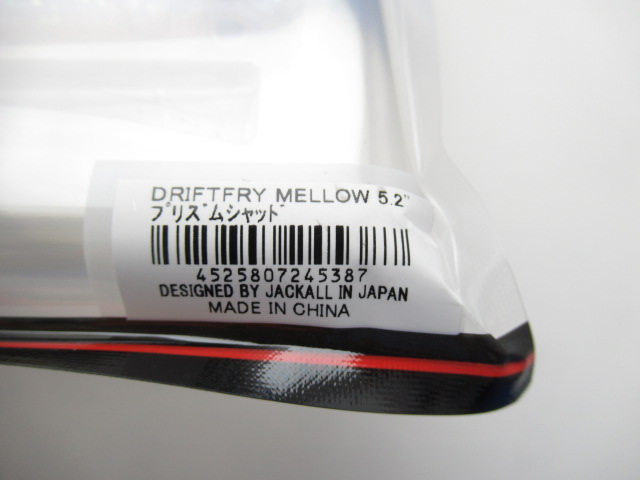 DRIFTFRY MELLOW 5.2"
ﾌﾟﾘｽﾞﾑｼｬｯﾄﾞ
4525807245387
DESIGNED BY JACKALL IN JAPAN
MADE IN CHINA